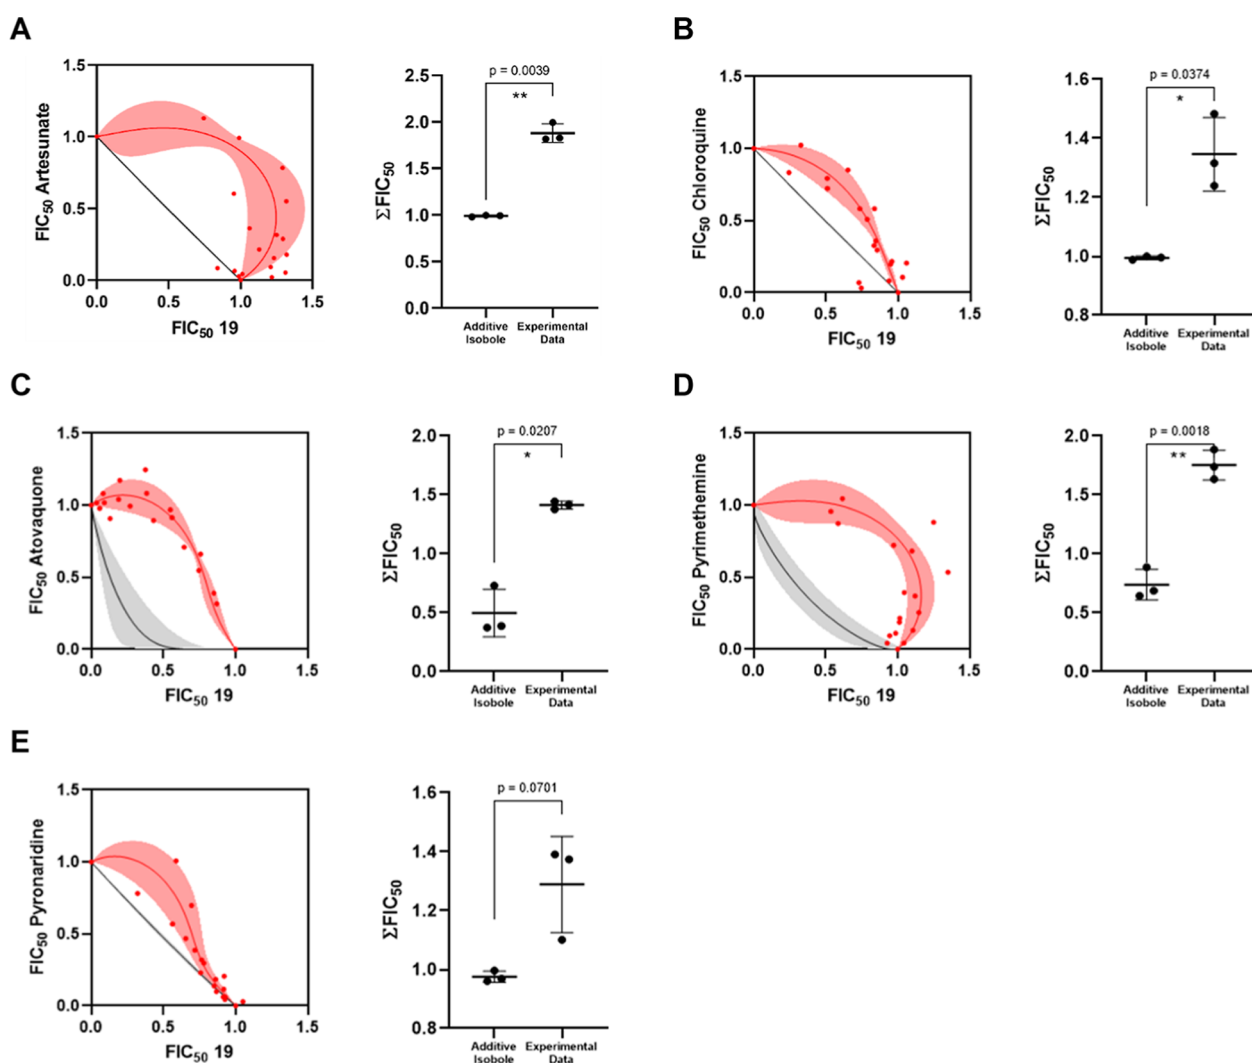 A
1.5
1.0
0.5
0.0
0.0
0.5
1.0
1.5
FIC50 Artesunate
FIC50 19
2.5
2.0
1.5
1.0
0.5
0.0
ΣFIC50
p = 0.0039
**
Additive
Isobole
Experimental
Data
B
1.5
1.0
0.5
0.0
0.0
0.5
1.0
1.5
FIC50 Chloroquine
FIC50 19
1.6
1.4
1.2
1.0
0.8
ΣFIC50
p = 0.0374
*
Additive
Isobole
Experimental
Data
C
1.5
1.0
0.5
0.0
0.0
0.5
1.0
1.5
FIC50 Atovaquone
FIC50 19
2.0
1.5
1.0
0.5
0.0
ΣFIC50
p = 0.0207
*
Additive
Isobole
Experimental
Data
D
1.5
1.0
0.5
0.0
0.0
0.5
1.0
1.5
FIC50 Pyrimethemine
FIC50 19
2.0
1.5
1.0
0.5
0.0
ΣFIC50
p = 0.0018
**
Additive
Isobole
Experimental
Data
E
1.5
1.0
0.5
0.0
0.0
0.5
1.0
1.5
FIC50 Pyronaridine
FIC50 19
1.6
1.4
1.2
1.0
0.8
ΣFIC50
p = 0.0701
Additive
Isobole
Experimental
Data